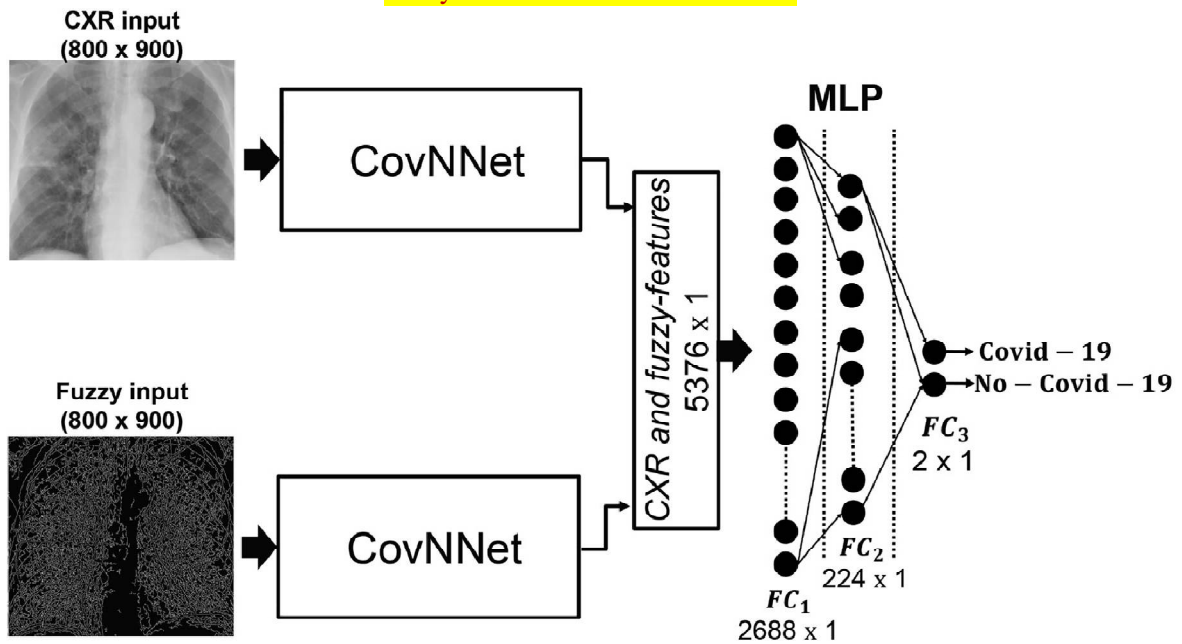 CXR input
(800 x 900)
CovNNet
Fuzzy input
(800 x 900)
CovNNet
CXR and fuzzy-features
5376 x 1
MLP
FC₁
2688 x 1
FC₂
224 x 1
FC₃
2 x 1
Covid – 19
No – Covid – 19